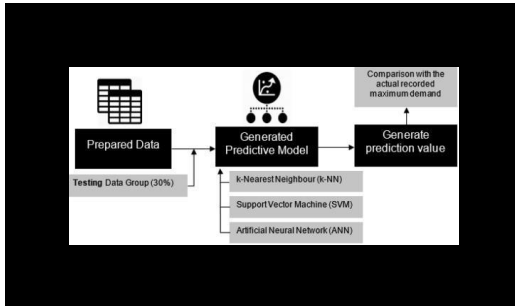 Comparison with the
actual recorded
maximum demand
Prepared Data
Generated
Predictive Model
Generate
prediction value
Testing Data Group (30%)
k-Nearest Neighbour (k-NN)
Support Vector Machine (SVM)
Artificial Neural Network (ANN)